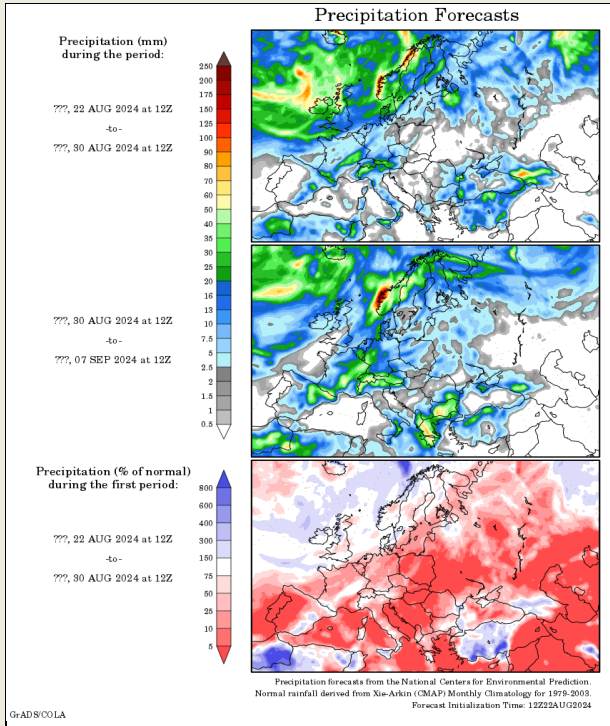 Precipitation Forecasts
Precipitation (mm)
during the period:
???, 22 AUG 2024 at 12Z
-to-
???, 30 AUG 2024 at 12Z
250
200
175
150
125
100
90
80
70
60
50
45
40
35
30
25
20
16
13
10
7.5
5
2.5
2
1.5
1
0.5
???, 30 AUG 2024 at 12Z
-to-
???, 07 SEP 2024 at 12Z
Precipitation (% of normal)
during the first period:
???, 22 AUG 2024 at 12Z
-to-
???, 30 AUG 2024 at 12Z
800
600
400
300
150
75
50
25
10
5
Precipitation forecasts from the National Centers for Environmental Prediction.
Normal rainfall derived from Xie-Arkin (CMAP) Monthly Climatology for 1979-2003.
Forecast Initialization Time: 12Z22AUG2024
GrADS/COLA